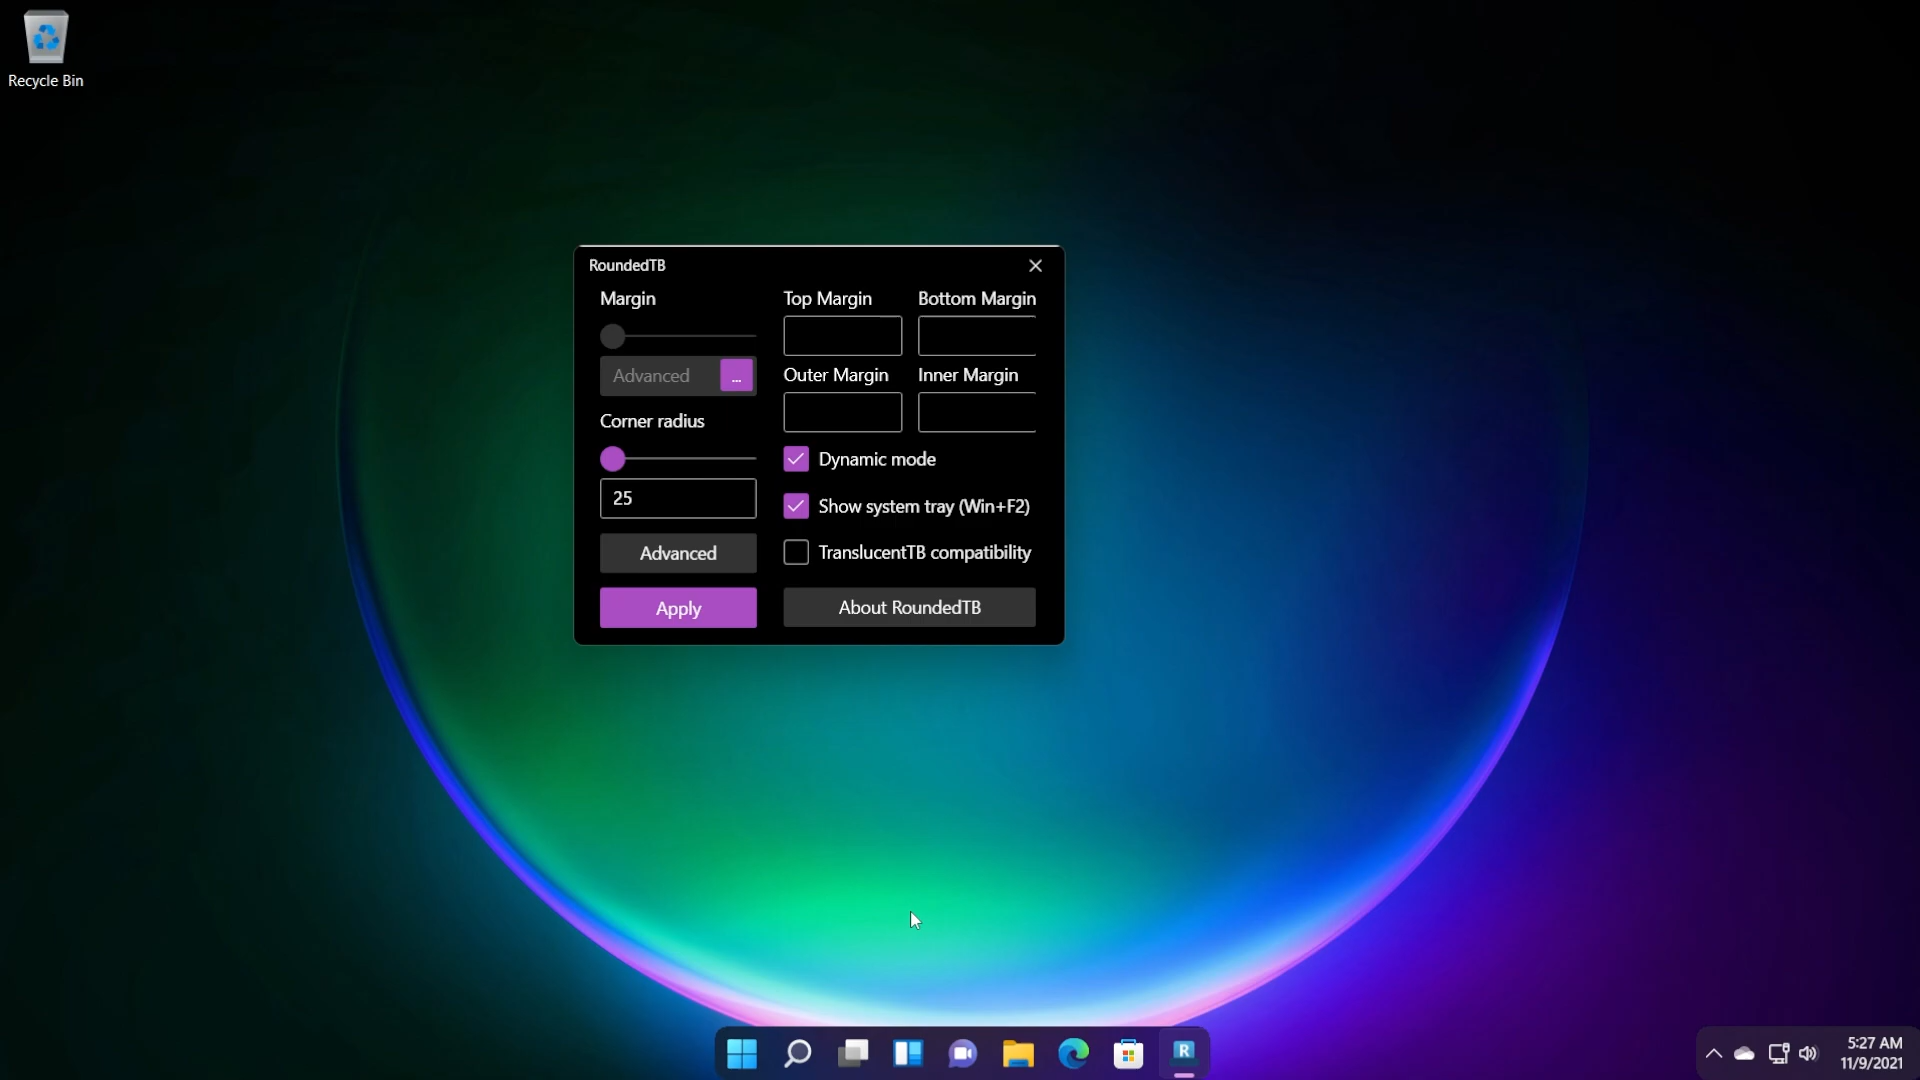 Recycle Bin
RoundedTB
Margin
Top Margin
Bottom Margin
Advanced
...
Outer Margin
Inner Margin
Corner radius
Dynamic mode
25
Show system tray (Win+F2)
Advanced
TranslucentTB compatibility
Apply
About RoundedTB
R
5:27 AM
11/9/2021